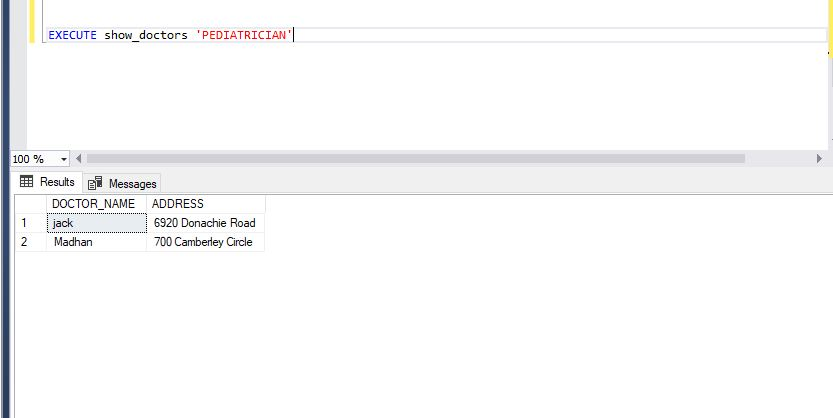 EXECUTE show_doctors 'PEDIATRICIAN'
100 %
Results Messages
DOCTOR_NAME ADDRESS
1 jack 6920 Donachie Road
2 Madhan 700 Camberley Circle